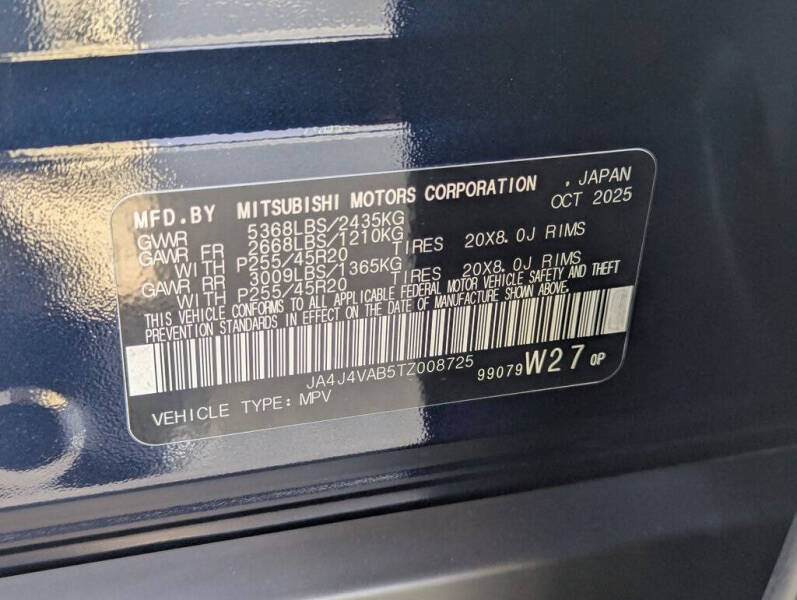 MFD.BY MITSUBISHI MOTORS CORPORATION , JAPAN
OCT 2025
GVWR 5368LBS/2435KG
GAWR FR 2668LBS/1210KG
WITH P255/45R20 TIRES 20X8.0J RIMS
GAWR RR 3009LBS/1365KG
WITH P255/45R20 TIRES 20X8.0J RIMS
THIS VEHICLE CONFORMS TO ALL APPLICABLE FEDERAL MOTOR VEHICLE SAFETY AND THEFT
PREVENTION STANDARDS IN EFFECT ON THE DATE OF MANUFACTURE SHOWN ABOVE.
JA4J4VAB5TZ008725
99079 W27 0P
VEHICLE TYPE: MPV